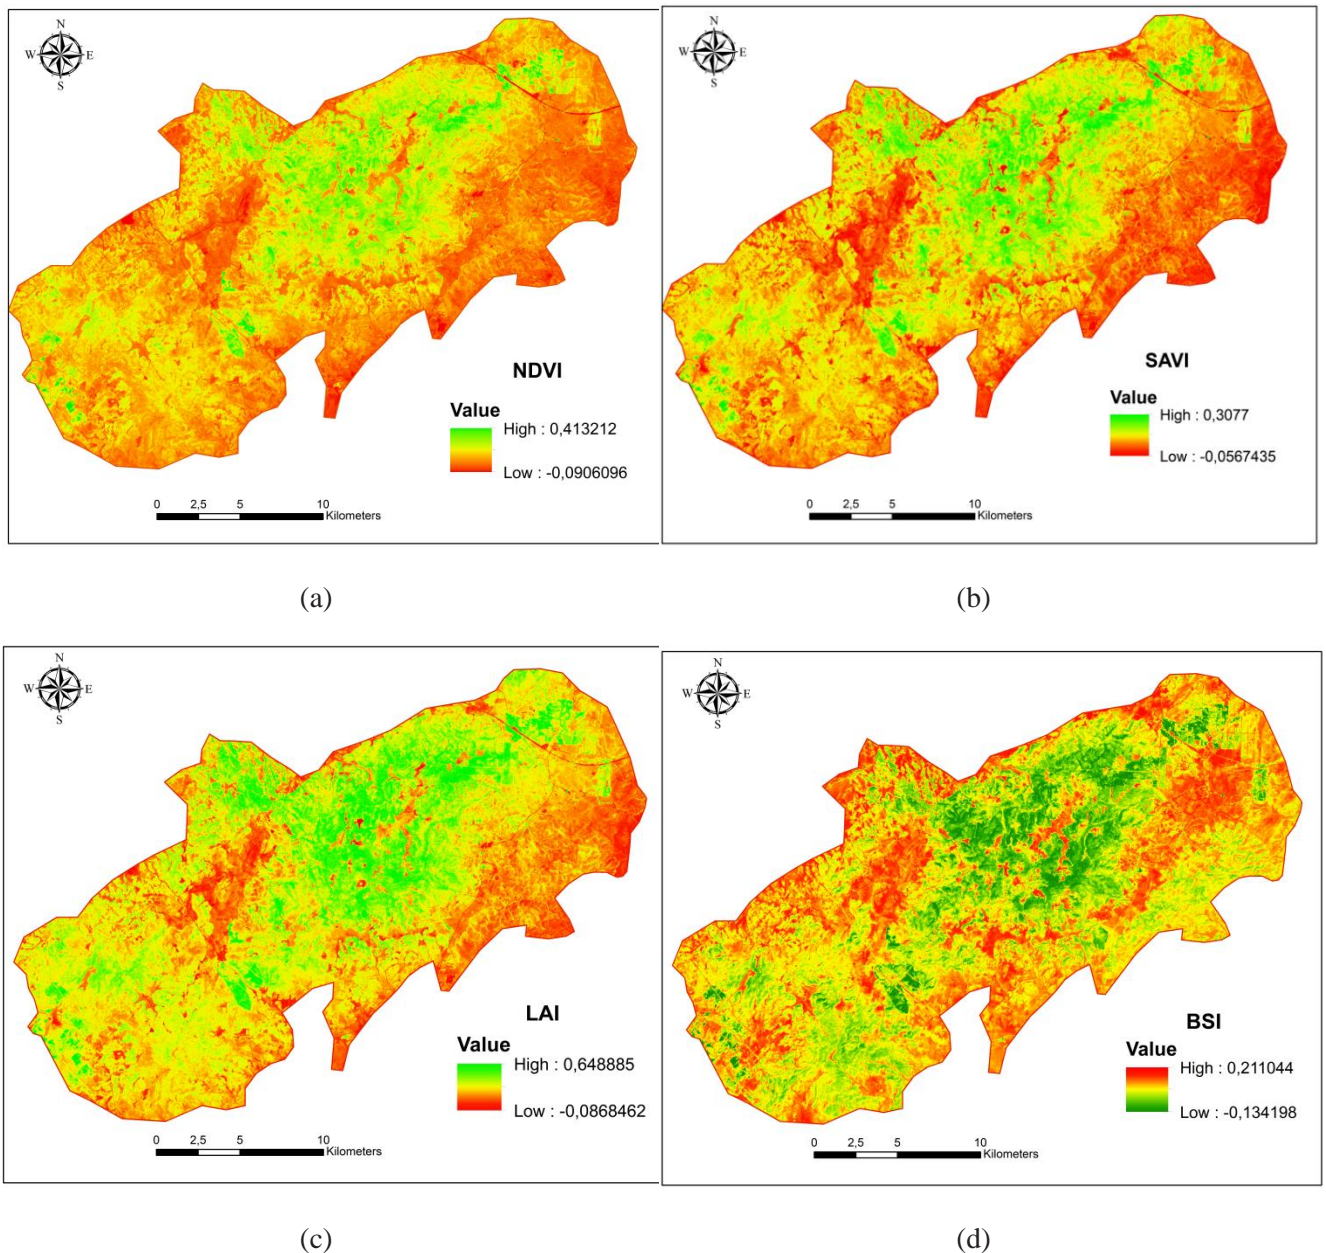 N
W E
S
NDVI
Value
High : 0,413212
Low : -0,0906096
0 2,5 5 10
Kilometers
(a)
N
W E
S
SAVI
Value
High : 0,3077
Low : -0,0567435
0 2,5 5 10
Kilometers
(b)
N
W E
S
LAI
Value
High : 0,648885
Low : -0,0868462
0 2,5 5 10
Kilometers
(c)
N
W E
S
BSI
Value
High : 0,211044
Low : -0,134198
0 2,5 5 10
Kilometers
(d)